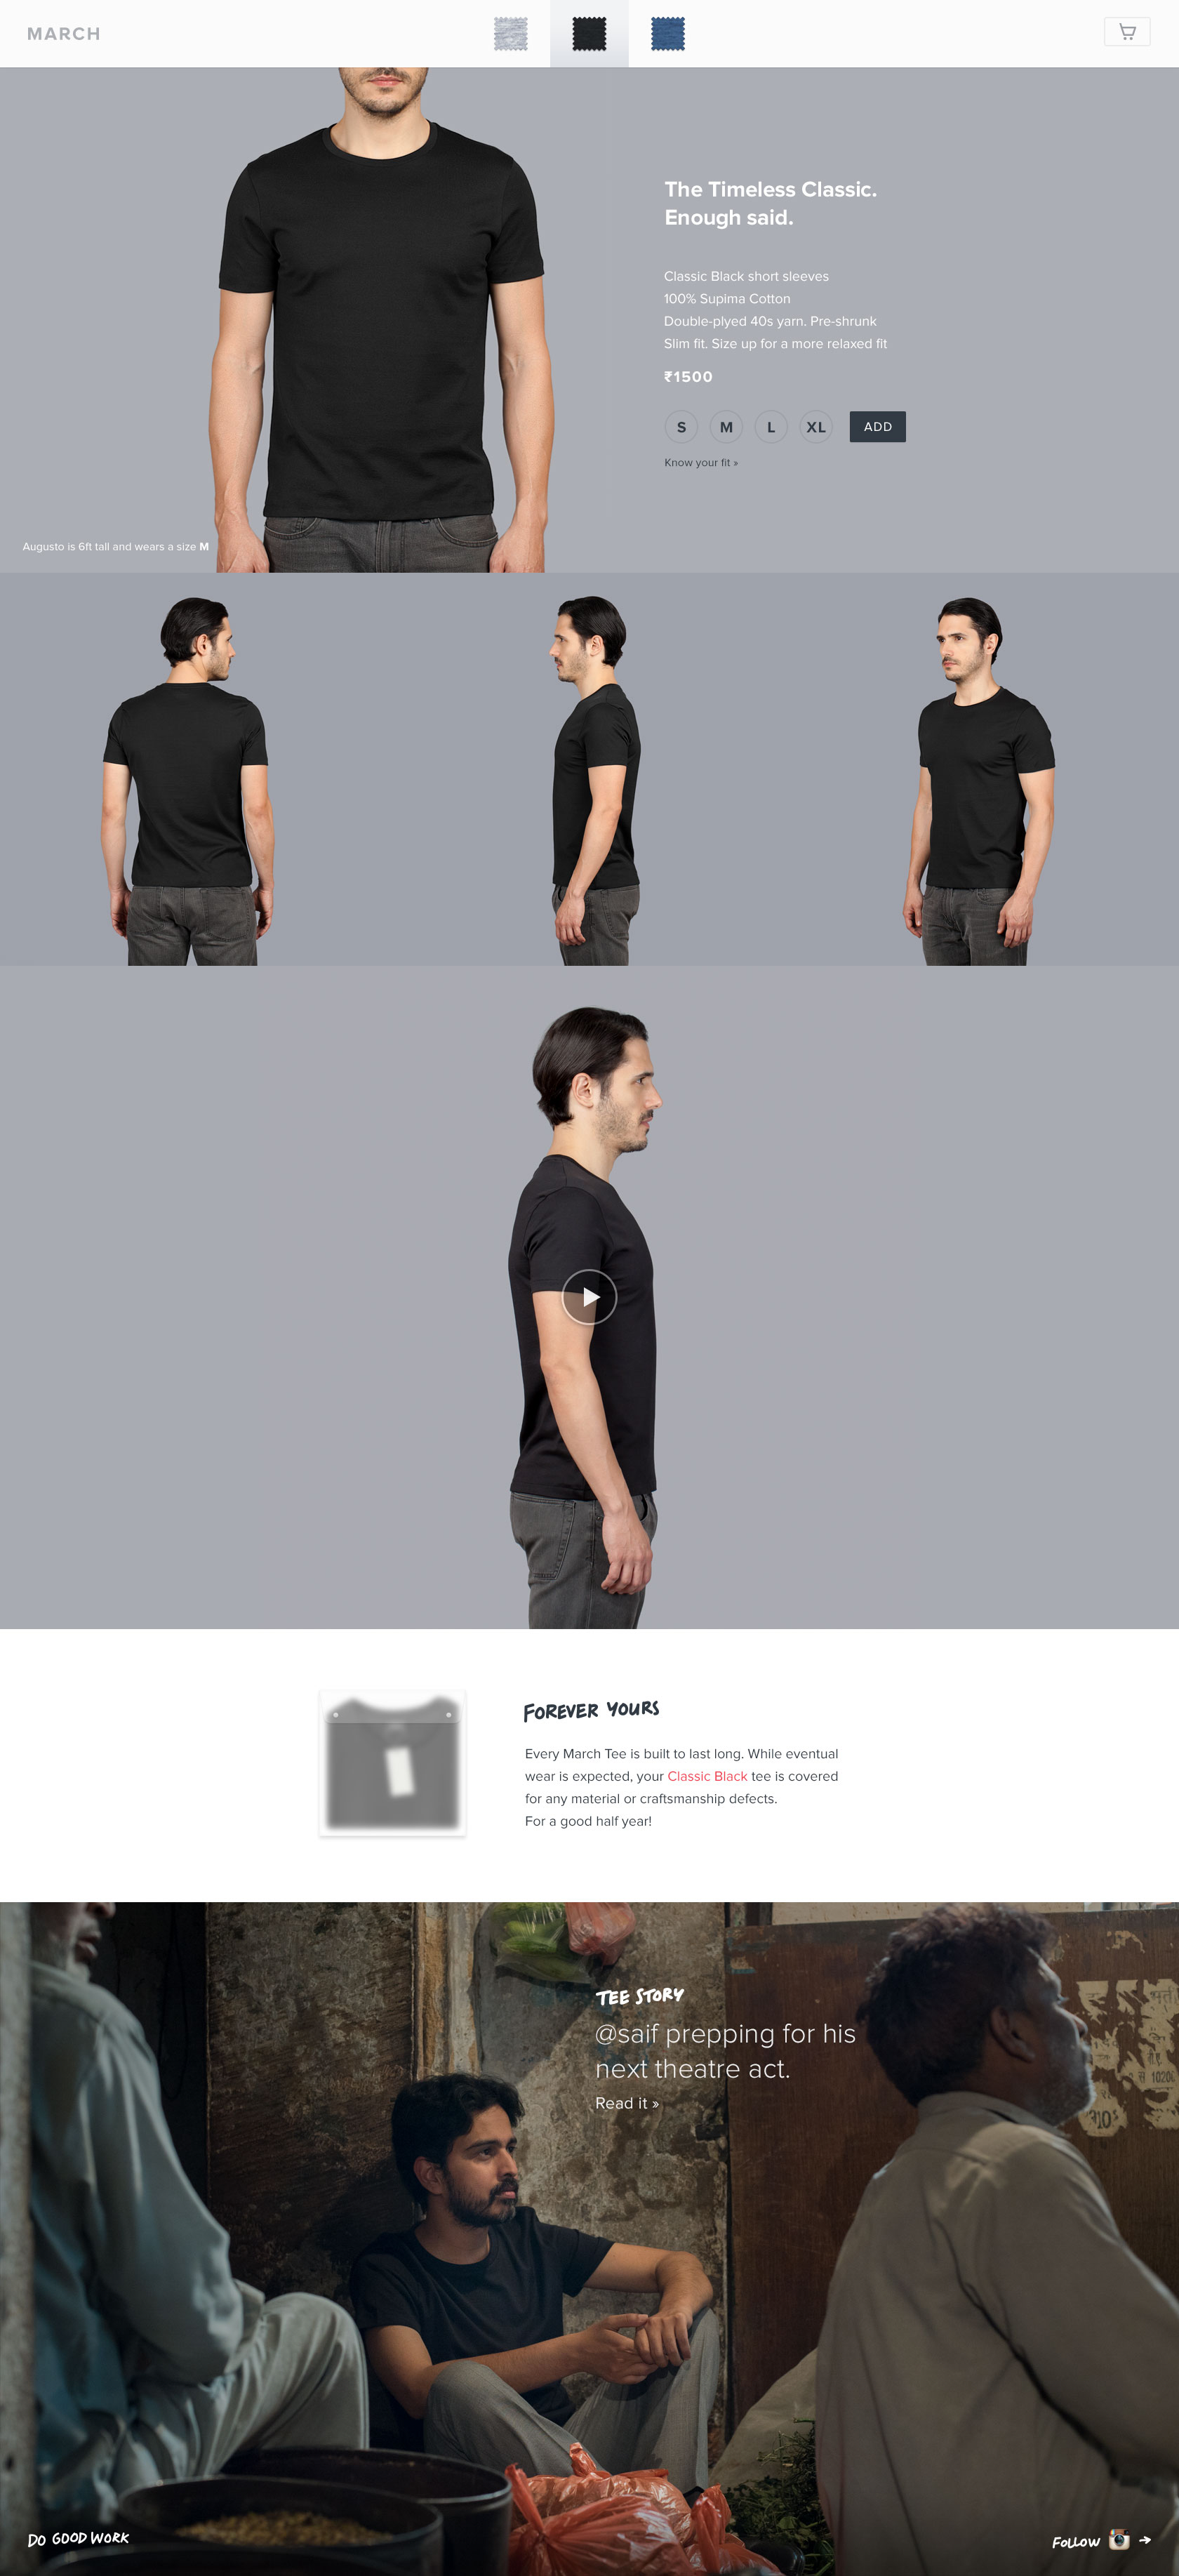 MARCH
The Timeless Classic.
Enough said.
Classic Black short sleeves
100% Supima Cotton
Double-plyed 40s yarn. Pre-shrunk
Slim fit. Size up for a more relaxed fit
₹1500
S M L XL ADD
Know your fit »
Augusto is 6ft tall and wears a size M
FOREVER YOURS
Every March Tee is built to last long. While eventual
wear is expected, your Classic Black tee is covered
for any material or craftsmanship defects.
For a good half year!
TEE STORY
@saif prepping for his
next theatre act.
Read it »
DO GOOD WORK
FOLLOW →